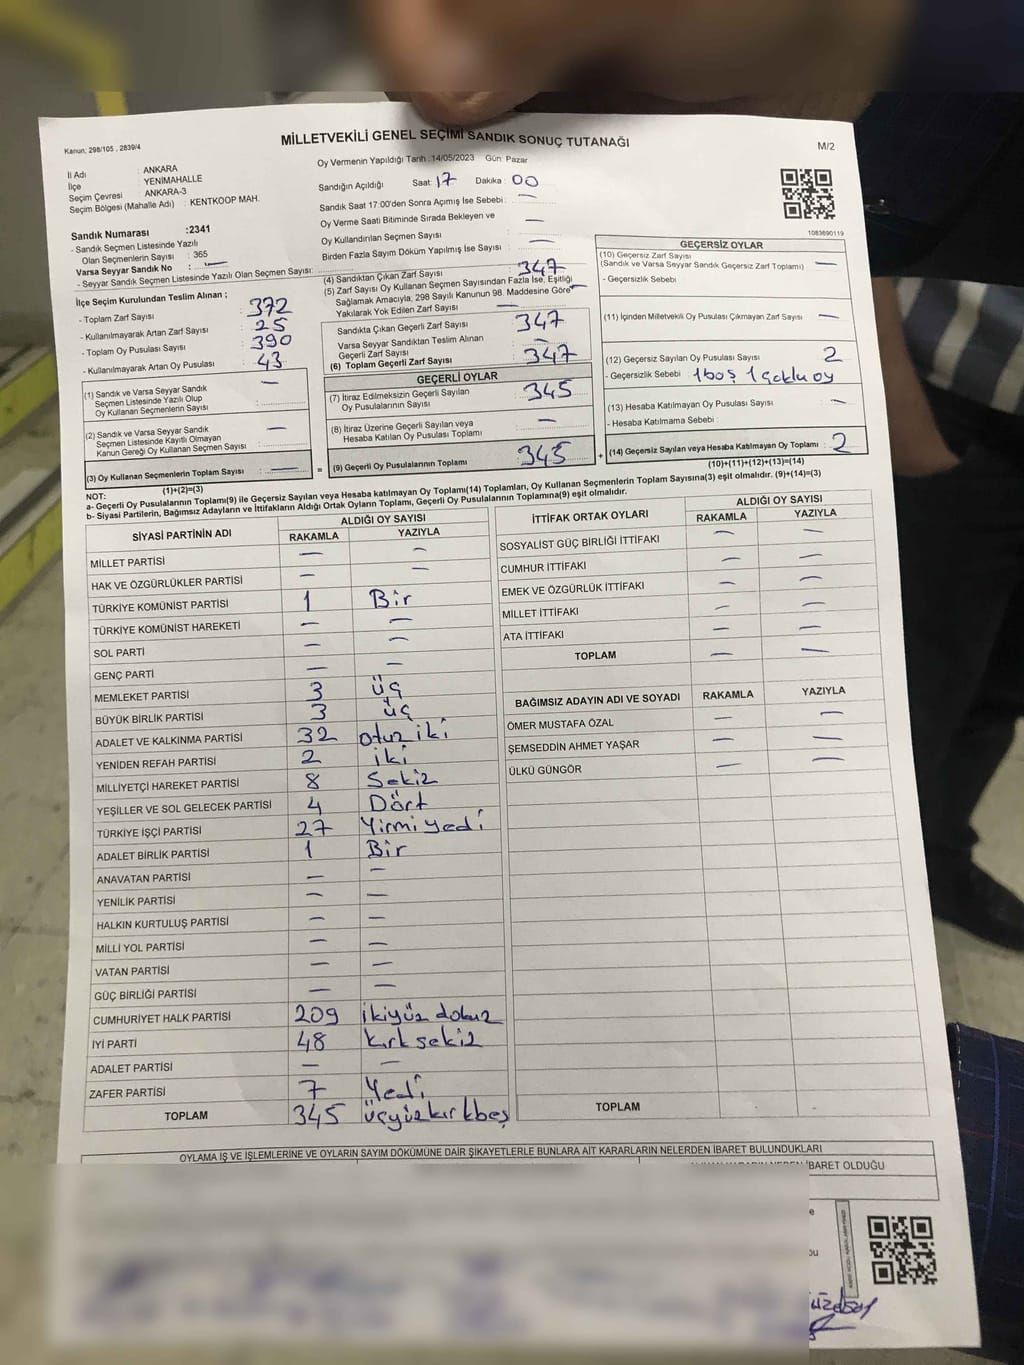 MİLLETVEKİLİ GENEL SEÇİMİ SANDIK SONUÇ TUTANAĞI
Kanun: 298/105 , 2839/4
M/2
İl Adı : ANKARA
İlçe : YENİMAHALLE
Seçim Çevresi : ANKARA-3
Seçim Bölgesi (Mahalle Adı) : KENTKOOP MAH.
Sandık Numarası :2341
- Sandık Seçmen Listesinde Yazılı
Olan Seçmenlerin Sayısı : 365
Varsa Seyyar Sandık No : —
- Seyyar Sandık Seçmen Listesinde Yazılı Olan Seçmen Sayısı:
Oy Vermenin Yapıldığı Tarih :14/05/2023 Gün: Pazar
Sandığın Açıldığı Saat: 17 Dakika : 00
Sandık Saat 17:00'den Sonra Açımış İse Sebebi : —
Oy Verme Saati Bitiminde Sırada Bekleyen ve
Oy Kullandırılan Seçmen Sayısı : —
Birden Fazla Sayım Döküm Yapılmış İse Sayısı : —
1083690119
İlçe Seçim Kurulundan Teslim Alınan ;
- Toplam Zarf Sayısı : 372
- Kullanılmayarak Artan Zarf Sayısı : 25
- Toplam Oy Pusulası Sayısı : 390
- Kullanılmayarak Artan Oy Pusulası : 43
(1) Sandık ve Varsa Seyyar Sandık
Seçmen Listesinde Yazılı Olup
Oy Kullanan Seçmenlerin Sayısı : —
(2) Sandık ve Varsa Seyyar Sandık
Seçmen Listesinde Kayıtlı Olmayan
Kanun Gereği Oy Kullanan Seçmen Sayısı : —
(3) Oy Kullanan Seçmenlerin Toplam Sayısı : —
(1)+(2)=(3)
(4) Sandıktan Çıkan Zarf Sayısı : 347
(5) Zarf Sayısı Oy Kullanan Seçmen Sayısından Fazla İse, Eşitliği
Sağlamak Amacıyla, 298 Sayılı Kanunun 98. Maddesine Göre
Yakılarak Yok Edilen Zarf Sayısı : —
Sandıkta Çıkan Geçerli Zarf Sayısı : 347
Varsa Seyyar Sandıktan Teslim Alınan
Geçerli Zarf Sayısı : —
(6) Toplam Geçerli Zarf Sayısı : 347
GEÇERLİ OYLAR
(7) İtiraz Edilmeksizin Geçerli Sayılan
Oy Pusulalarının Sayısı : 345
(8) İtiraz Üzerine Geçerli Sayılan veya
Hesaba Katılan Oy Pusulası Toplamı : —
= (9) Geçerli Oy Pusulalarının Toplamı : 345
GEÇERSİZ OYLAR
(10) Geçersiz Zarf Sayısı
(Sandık ve Varsa Seyyar Sandık Geçersiz Zarf Toplamı) : —
- Geçersizlik Sebebi :
(11) İçinden Milletvekili Oy Pusulası Çıkmayan Zarf Sayısı : —
(12) Geçersiz Sayılan Oy Pusulası Sayısı : 2
- Geçersizlik Sebebi : 1 boş 1 çoklu oy
(13) Hesaba Katılmayan Oy Pusulası Sayısı : —
- Hesaba Katılmama Sebebi :
+ (14) Geçersiz Sayılan veya Hesaba Katılmayan Oy Toplamı : 2
(10)+(11)+(12)+(13)=(14)
NOT:
a- Geçerli Oy Pusulalarının Toplamı(9) ile Geçersiz Sayılan veya Hesaba katılmayan Oy Toplamı(14) Toplamları, Oy Kullanan Seçmenlerin Toplam Sayısına(3) eşit olmalıdır. (9)+(14)=(3)
b- Siyasi Partilerin, Bağımsız Adayların ve İttifakların Aldığı Ortak Oyların Toplamı, Geçerli Oy Pusulalarının Toplamına(9) eşit olmalıdır.
SİYASİ PARTİNİN ADI ALDIĞI OY SAYISI
RAKAMLA YAZIYLA
MİLLET PARTİSİ — —
HAK VE ÖZGÜRLÜKLER PARTİSİ — —
TÜRKİYE KOMÜNİST PARTİSİ 1 Bir
TÜRKİYE KOMÜNİST HAREKETİ — —
SOL PARTİ — —
GENÇ PARTİ — —
MEMLEKET PARTİSİ 3 üç
BÜYÜK BİRLİK PARTİSİ 3 üç
ADALET VE KALKINMA PARTİSİ 32 otuz iki
YENİDEN REFAH PARTİSİ 2 iki
MİLLİYETÇİ HAREKET PARTİSİ 8 Sekiz
YEŞİLLER VE SOL GELECEK PARTİSİ 4 Dört
TÜRKİYE İŞÇİ PARTİSİ 27 Yirmi yedi
ADALET BİRLİK PARTİSİ 1 Bir
ANAVATAN PARTİSİ — —
YENİLİK PARTİSİ — —
HALKIN KURTULUŞ PARTİSİ — —
MİLLİ YOL PARTİSİ — —
VATAN PARTİSİ — —
GÜÇ BİRLİĞİ PARTİSİ — —
CUMHURİYET HALK PARTİSİ 209 ikiyüz dokuz
İYİ PARTİ 48 kırk sekiz
ADALET PARTİSİ — —
ZAFER PARTİSİ 7 Yedi
TOPLAM 345 üçyüz kırkbeş
İTTİFAK ORTAK OYLARI ALDIĞI OY SAYISI
RAKAMLA YAZIYLA
SOSYALİST GÜÇ BİRLİĞİ İTTİFAKI — —
CUMHUR İTTİFAKI — —
EMEK VE ÖZGÜRLÜK İTTİFAKI — —
MİLLET İTTİFAKI — —
ATA İTTİFAKI — —
TOPLAM — —
BAĞIMSIZ ADAYIN ADI VE SOYADI RAKAMLA YAZIYLA
ÖMER MUSTAFA ÖZAL — —
ŞEMSEDDİN AHMET YAŞAR — —
ÜLKÜ GÜNGÖR — —
TOPLAM
OYLAMA İŞ VE İŞLEMLERİNE VE OYLARIN SAYIM DÖKÜMÜNE DAİR ŞİKAYETLERLE BUNLARA AİT KARARLARIN NELERDEN İBARET BULUNDUKLARI
İBARET OLDUĞU